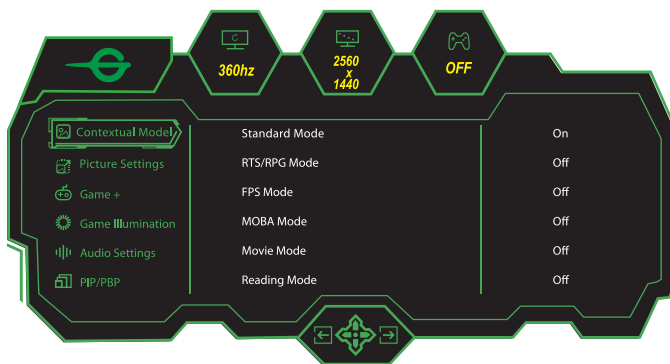 360hz
2560
x
1440
OFF
Contextual Model
Picture Settings
Game +
Game Illumination
Audio Settings
PIP/PBP
Standard Mode On
RTS/RPG Mode Off
FPS Mode Off
MOBA Mode Off
Movie Mode Off
Reading Mode Off